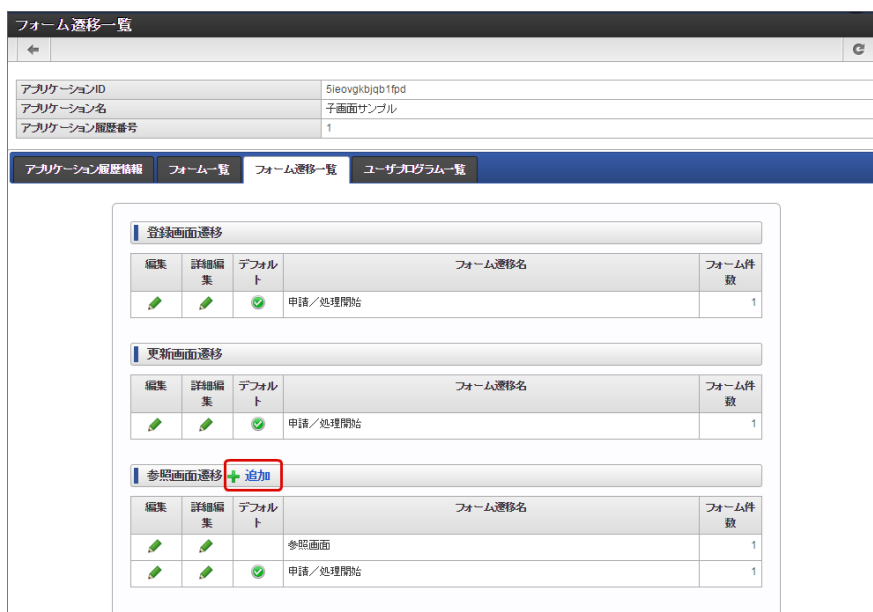 フォーム遷移一覧
アプリケーションID 5ieovgkbjqb1fpd
アプリケーション名 子画面サンプル
アプリケーション履歴番号 1
アプリケーション履歴情報 フォーム一覧 フォーム遷移一覧 ユーザプログラム一覧
登録画面遷移
編集 詳細編集 デフォルト フォーム遷移名 フォーム件数
申請／処理開始 1
更新画面遷移
編集 詳細編集 デフォルト フォーム遷移名 フォーム件数
申請／処理開始 1
参照画面遷移 追加
編集 詳細編集 デフォルト フォーム遷移名 フォーム件数
参照画面 1
申請／処理開始 1